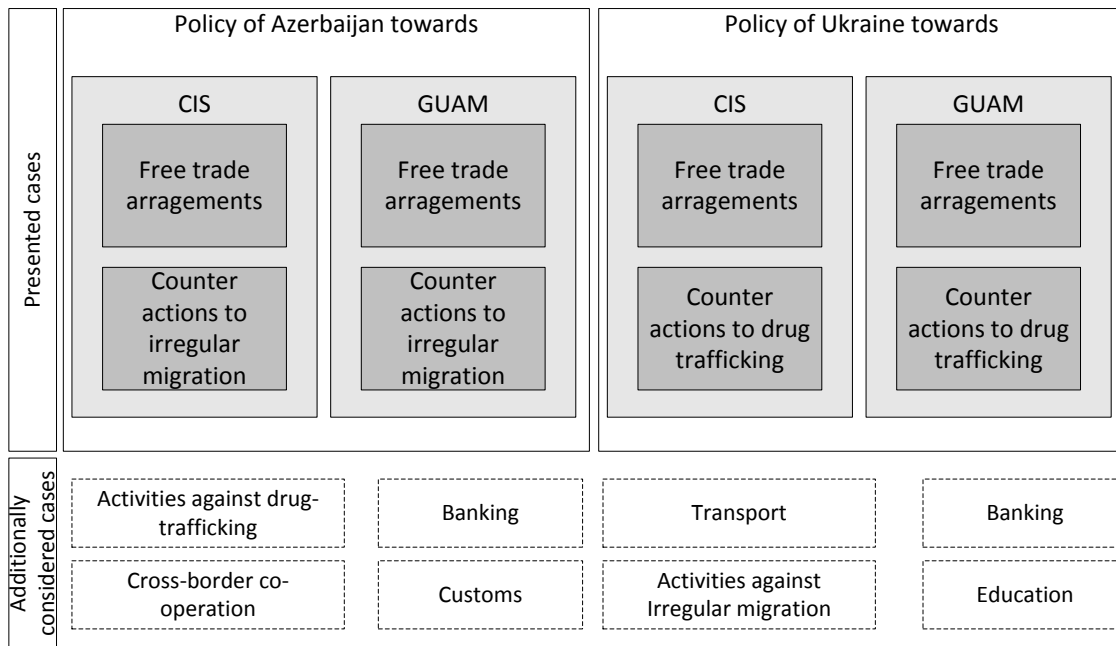 Presented cases
Policy of Azerbaijan towards
CIS
Free trade
arragements
Counter
actions to
irregular
migration
GUAM
Free trade
arragements
Counter
actions to
irregular
migration
Policy of Ukraine towards
CIS
Free trade
arragements
Counter
actions to drug
trafficking
GUAM
Free trade
arragements
Counter
actions to drug
trafficking
Additionally
considered cases
Activities against drug-
trafficking
Banking
Transport
Banking
Cross-border co-
operation
Customs
Activities against
Irregular migration
Education